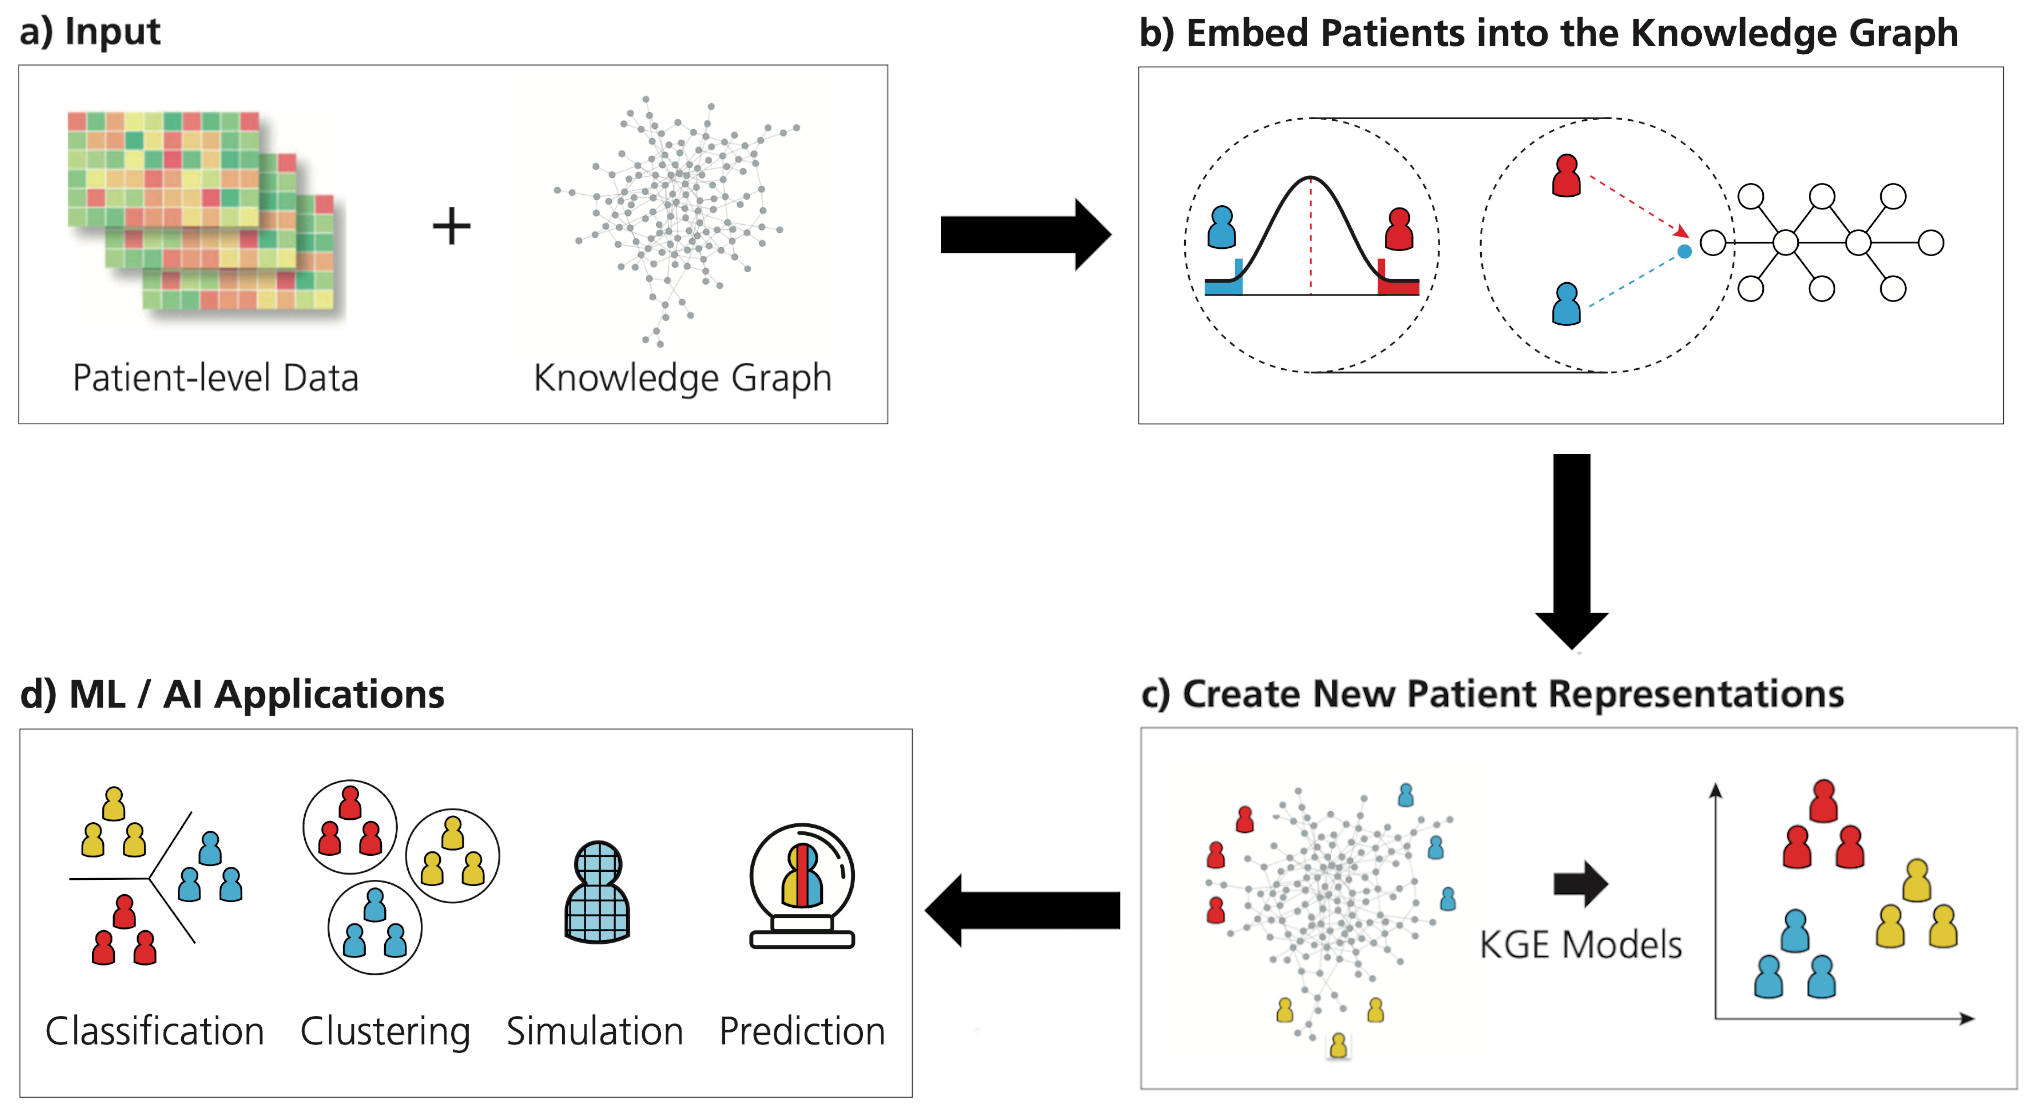 a) Input
Patient-level Data
+
Knowledge Graph
b) Embed Patients into the Knowledge Graph
c) Create New Patient Representations
KGE Models
d) ML / AI Applications
Classification
Clustering
Simulation
Prediction